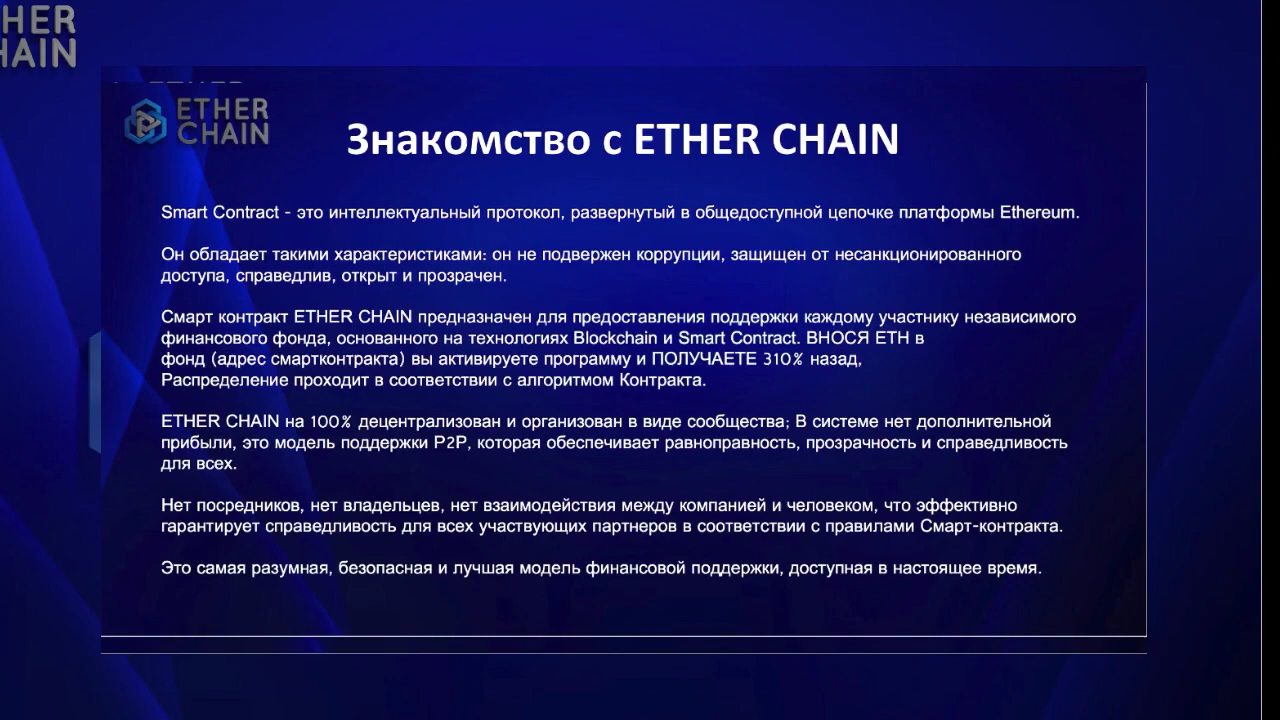 HER
HAIN
ETHER
CHAIN
Знакомство с ETHER CHAIN
Smart Contract - это интеллектуальный протокол, развернутый в общедоступной цепочке платформы Ethereum.
Он обладает такими характеристиками: он не подвержен коррупции, защищен от несанкционированного
доступа, справедлив, открыт и прозрачен.
Смарт контракт ETHER CHAIN предназначен для предоставления поддержки каждому участнику независимого
финансового фонда, основанного на технологиях Blockchain и Smart Contract. ВНОСЯ ETH в
фонд (адрес смартконтракта) вы активируете программу и ПОЛУЧАЕТЕ 310% назад,
Распределение проходит в соответствии с алгоритмом Контракта.
ETHER CHAIN на 100% децентрализован и организован в виде сообщества; В системе нет дополнительной
прибыли, это модель поддержки P2P, которая обеспечивает равноправность, прозрачность и справедливость
для всех.
Нет посредников, нет владельцев, нет взаимодействия между компанией и человеком, что эффективно
гарантирует справедливость для всех участвующих партнеров в соответствии с правилами Смарт-контракта.
Это самая разумная, безопасная и лучшая модель финансовой поддержки, доступная в настоящее время.